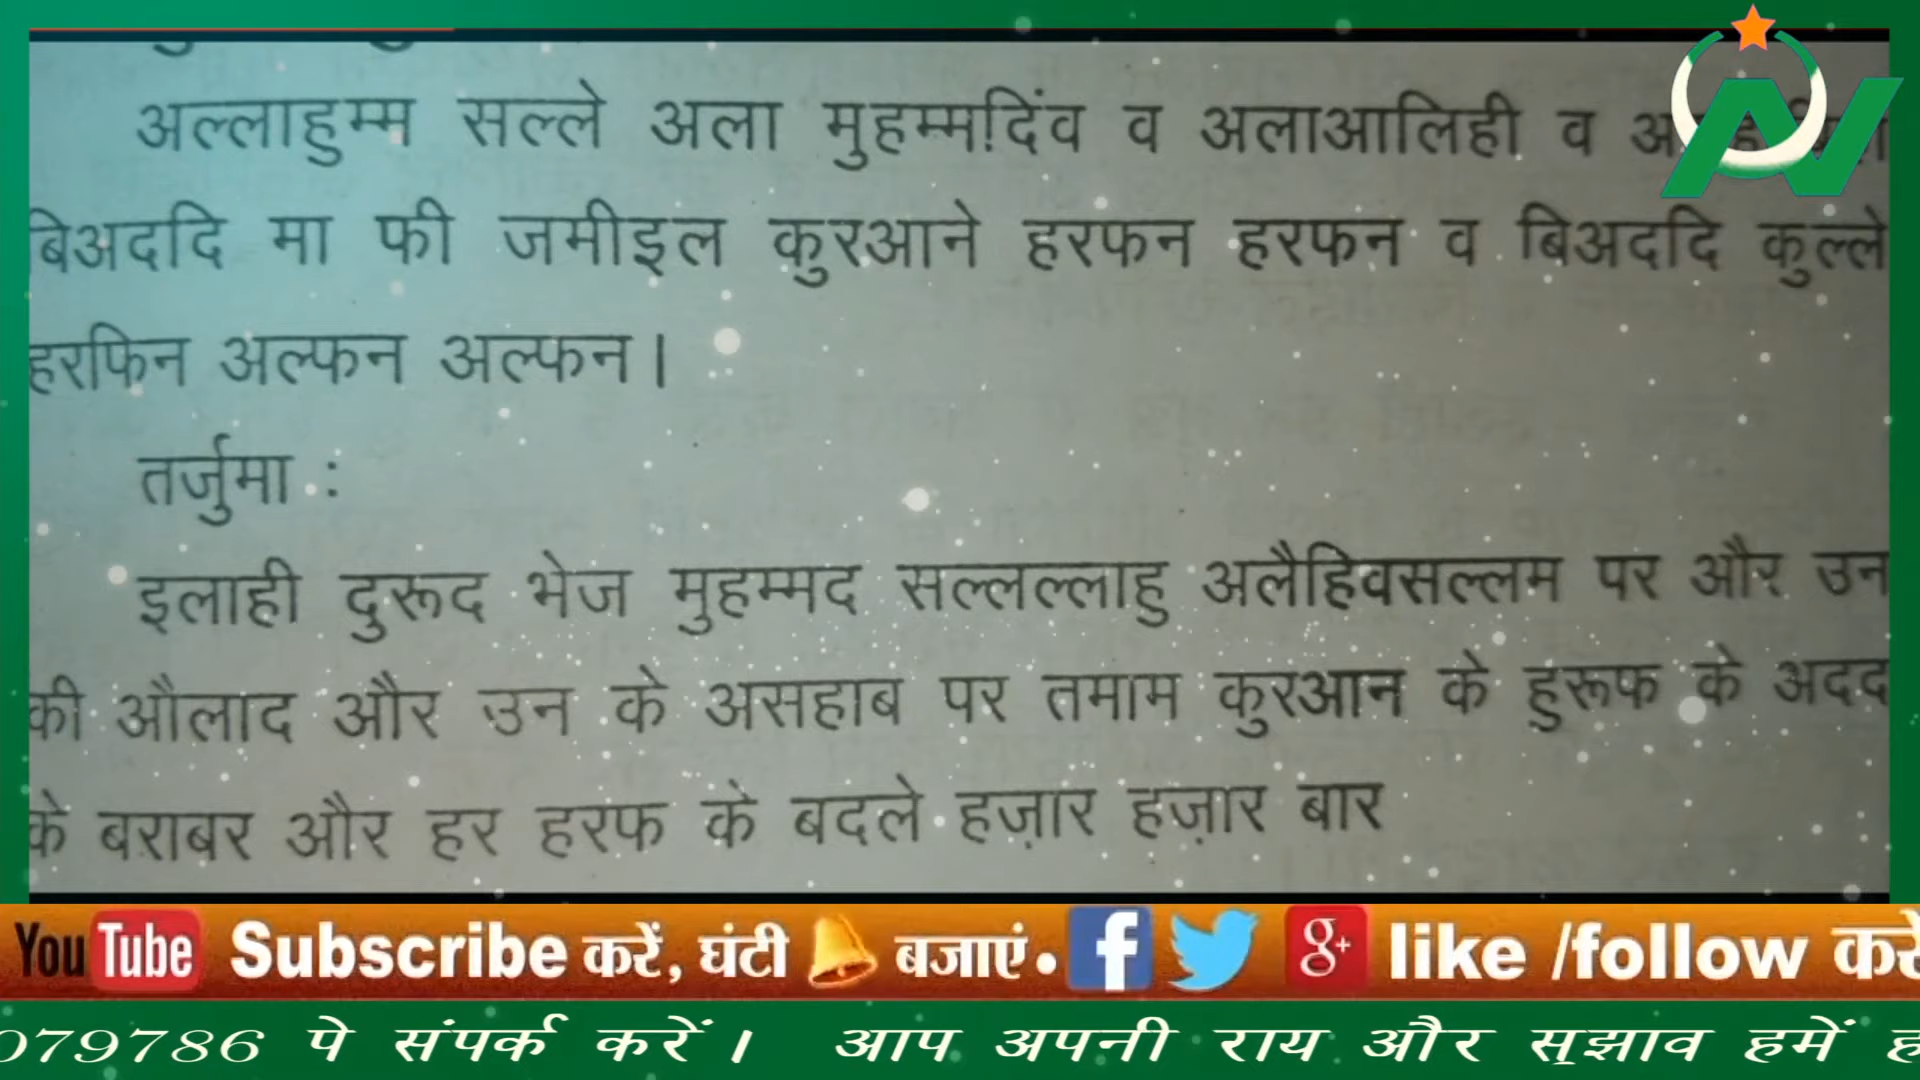 अल्लाहुम्म सल्ले अला मुहम्मदिंव व अलाआलिही व
बिअददि मा फी जमीइल कुरआने हरफन हरफन व बिअददि कुल्ले
हरफिन अल्फन अल्फन।
तर्जुमा :
इलाही दुरूद भेज मुहम्मद सल्लल्लाहु अलैहिवसल्लम पर और उन
की औलाद और उन के असहाब पर तमाम कुरआन के हुरूफ के अदद
के बराबर और हर हरफ के बदले हज़ार हज़ार बार
YouTube Subscribe करें, घंटी बजाएं • f g+ like /follow करें
079786 पे संपर्क करें। आप अपनी राय और सुझाव हमें